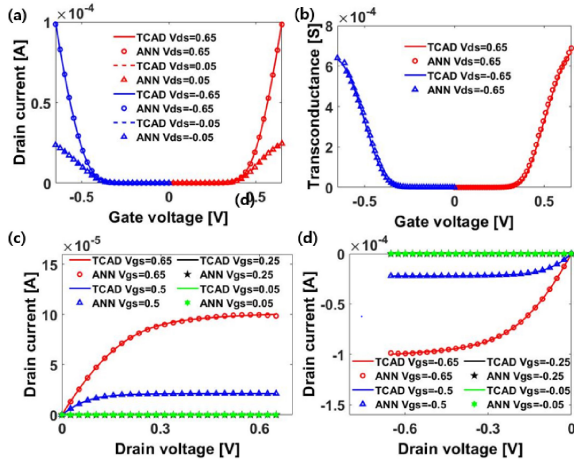 (a)
× 10⁻⁴
Drain current [A]
1
0.5
0
TCAD Vds=0.65
ANN Vds=0.65
TCAD Vds=0.05
ANN Vds=0.05
TCAD Vds=-0.65
ANN Vds=-0.65
TCAD Vds=-0.05
ANN Vds=-0.05
-0.5 0 0.5
Gate voltage [V]
(d)
(b)
× 10⁻⁴
Transconductance [S]
8
6
4
2
0
TCAD Vds=0.65
ANN Vds=0.65
TCAD Vds=-0.65
ANN Vds=-0.65
-0.5 0 0.5
Gate voltage [V]
(c)
× 10⁻⁵
Drain current [A]
15
10
5
0
TCAD Vgs=0.65
ANN Vgs=0.65
TCAD Vgs=0.5
ANN Vgs=0.5
TCAD Vgs=0.25
ANN Vgs=0.25
TCAD Vgs=0.05
ANN Vgs=0.05
0 0.2 0.4 0.6
Drain voltage [V]
(d)
× 10⁻⁴
Drain current [A]
0
-0.5
-1
-1.5
TCAD Vgs=-0.65
ANN Vgs=-0.65
TCAD Vgs=-0.5
ANN Vgs=-0.5
TCAD Vgs=-0.25
ANN Vgs=-0.25
TCAD Vgs=-0.05
ANN Vgs=-0.05
-0.6 -0.3 0
Drain voltage [V]